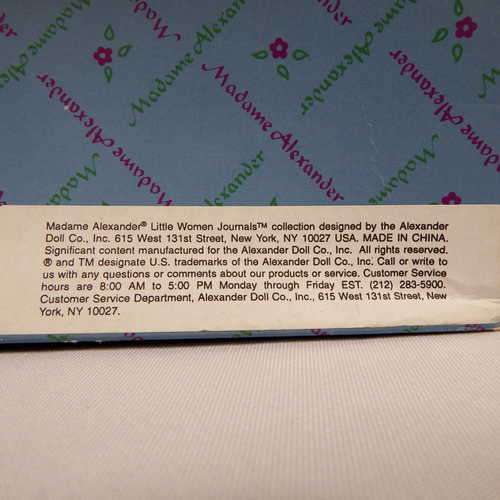 Madame Alexander
Madame Alexander
Madame Alexander
Madame Alexander
Madame Alexander
Madame Alexander® Little Women Journals™ collection designed by the Alexander
Doll Co., Inc. 615 West 131st Street, New York, NY 10027 USA. MADE IN CHINA.
Significant content manufactured for the Alexander Doll Co., Inc. All rights reserved.
® and TM designate U.S. trademarks of the Alexander Doll Co., Inc. Call or write to
us with any questions or comments about our products or service. Customer Service
hours are 8:00 AM to 5:00 PM Monday through Friday EST. (212) 283-5900.
Customer Service Department, Alexander Doll Co., Inc., 615 West 131st Street, New
York, NY 10027.